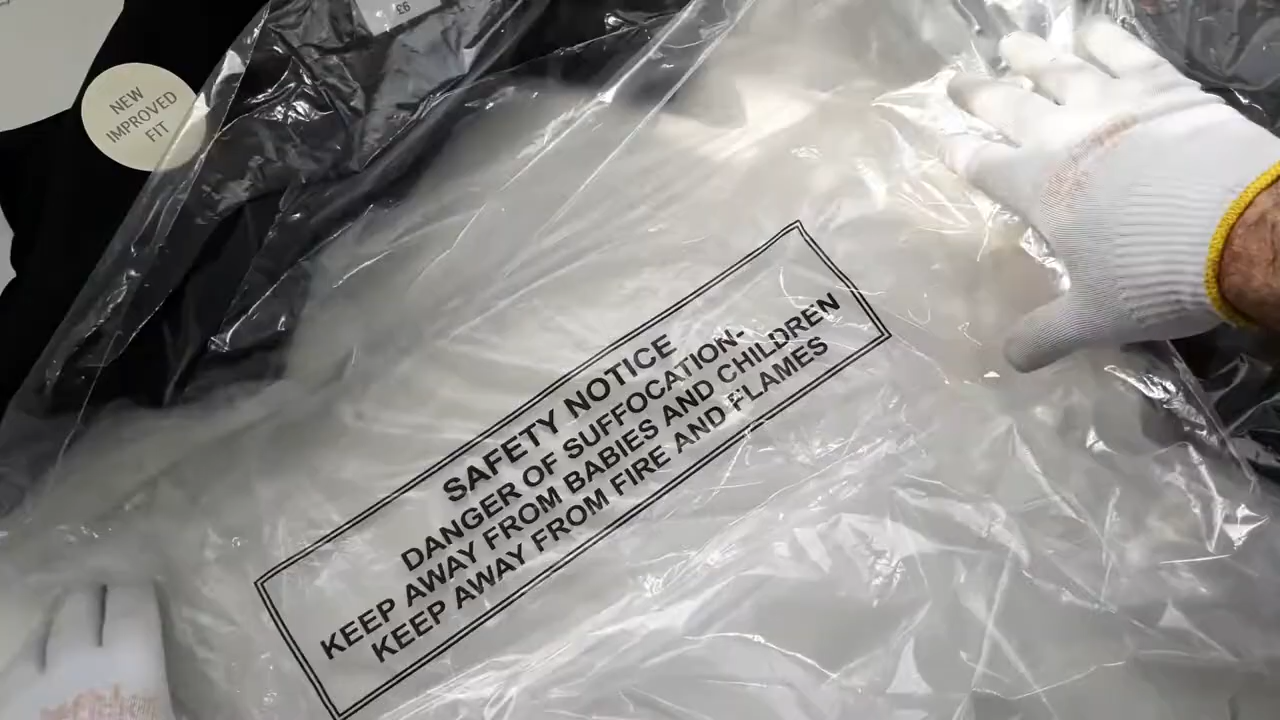 £6
NEW
IMPROVED
FIT
SAFETY NOTICE
DANGER OF SUFFOCATION-
KEEP AWAY FROM BABIES AND CHILDREN
KEEP AWAY FROM FIRE AND FLAMES